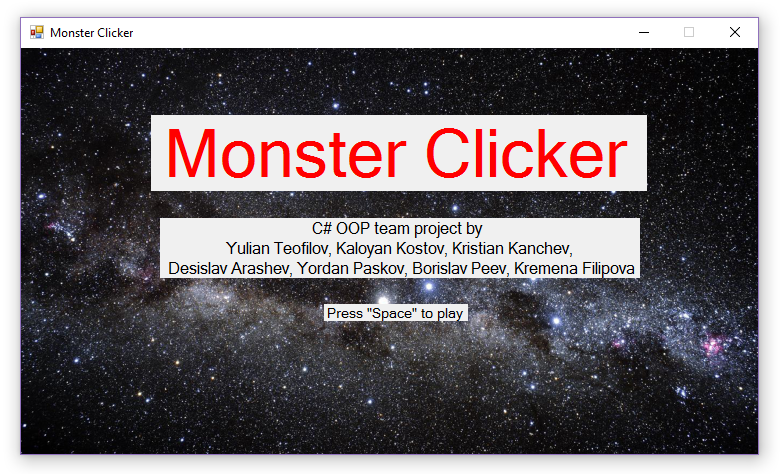 Monster Clicker
Monster Clicker
C# OOP team project by
Yulian Teofilov, Kaloyan Kostov, Kristian Kanchev,
Desislav Arashev, Yordan Paskov, Borislav Peev, Kremena Filipova
Press "Space" to play